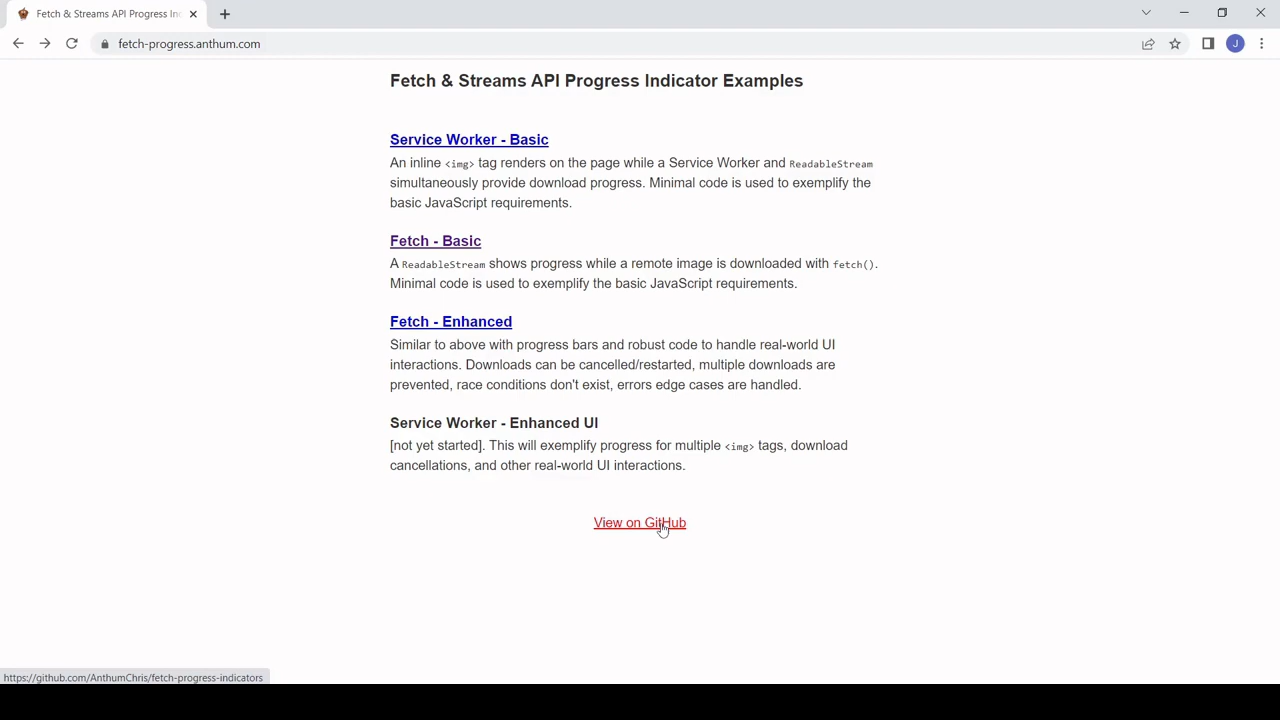 Fetch & Streams API Progress In
fetch-progress.anthum.com
J
Fetch & Streams API Progress Indicator Examples
Service Worker - Basic
An inline <img> tag renders on the page while a Service Worker and ReadableStream
simultaneously provide download progress. Minimal code is used to exemplify the
basic JavaScript requirements.
Fetch - Basic
A ReadableStream shows progress while a remote image is downloaded with fetch().
Minimal code is used to exemplify the basic JavaScript requirements.
Fetch - Enhanced
Similar to above with progress bars and robust code to handle real-world UI
interactions. Downloads can be cancelled/restarted, multiple downloads are
prevented, race conditions don't exist, errors edge cases are handled.
Service Worker - Enhanced UI
[not yet started]. This will exemplify progress for multiple <img> tags, download
cancellations, and other real-world UI interactions.
View on GitHub
https://github.com/AnthumChris/fetch-progress-indicators